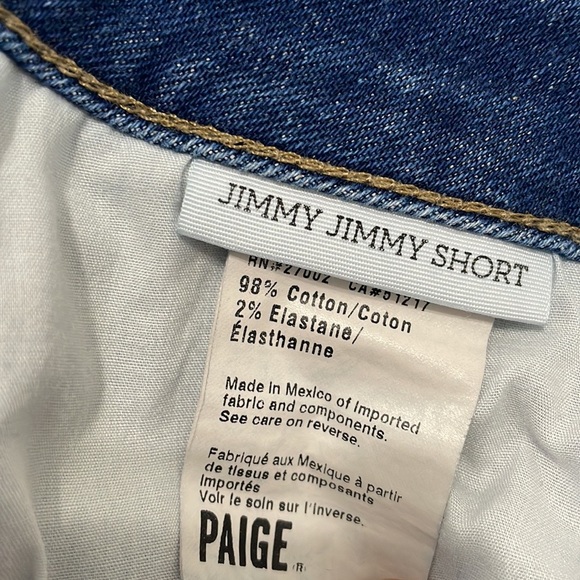 JIMMY JIMMY SHORT
RN#27002 CA#51217
98% Cotton/Coton
2% Elastane/
Élasthanne
Made in Mexico of Imported
fabric and components.
See care on reverse.
Fabriqué aux Mexique à partir
de tissus et composants
Importés
Voir le soin sur l'Inverse.
PAIGE®